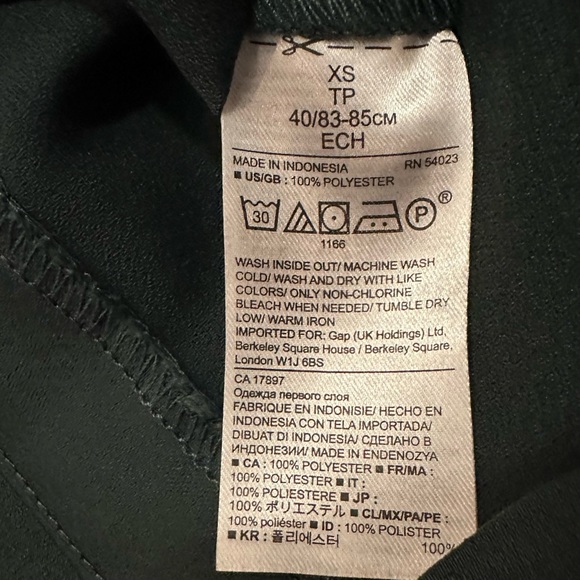 XS
TP
40/83-85CM
ECH
MADE IN INDONESIA RN 54023
■ US/GB : 100% POLYESTER
30 P ®
1166
WASH INSIDE OUT/ MACHINE WASH
COLD/ WASH AND DRY WITH LIKE
COLORS/ ONLY NON-CHLORINE
BLEACH WHEN NEEDED/ TUMBLE DRY
LOW/ WARM IRON
IMPORTED FOR: Gap (UK Holdings) Ltd,
Berkeley Square House / Berkeley Square,
London W1J 6BS
CA 17897
Одежда первого слоя
FABRIQUE EN INDONISIE/ HECHO EN
INDONESIA CON TELA IMPORTADA/
DIBUAT DI INDONESIA/ СДЕЛАНО В
ИНДОНЕЗИИ/ MADE IN ENDENOZYA
■ CA : 100% POLYESTER ■ FR/MA :
100% POLYESTER ■ IT :
100% POLIESTERE ■ JP :
100% ポリエステル ■ CL/MX/PA/PE :
100% poliéster ■ ID : 100% POLISTER
■ KR : 폴리에스터 100%